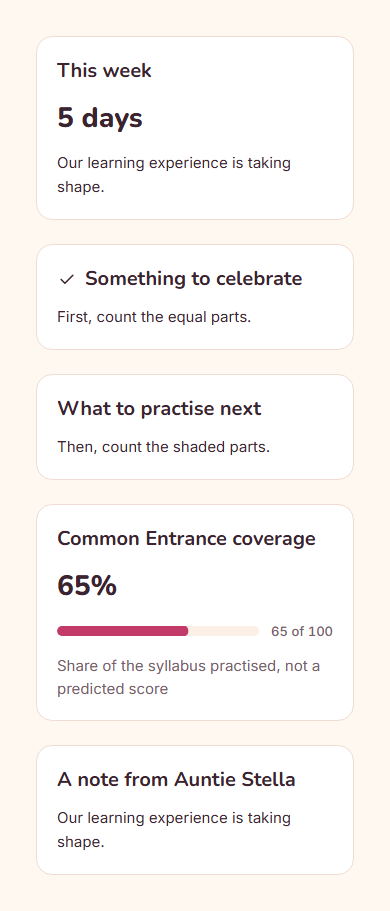 This week
5 days
Our learning experience is taking
shape.
Something to celebrate
First, count the equal parts.
What to practise next
Then, count the shaded parts.
Common Entrance coverage
65%
65 of 100
Share of the syllabus practised, not a
predicted score
A note from Auntie Stella
Our learning experience is taking
shape.